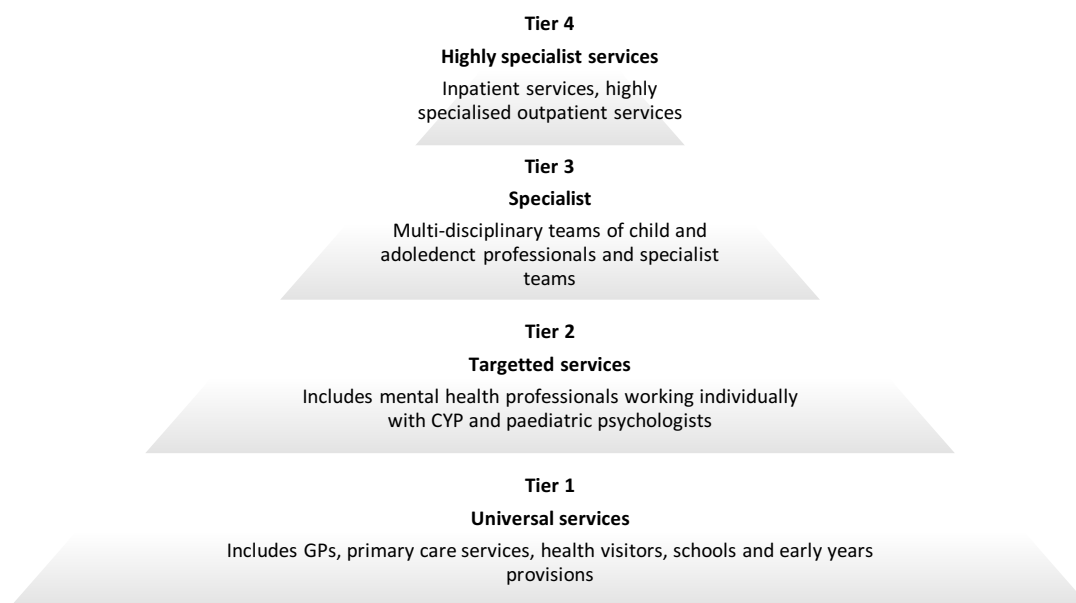 Tier 4
Highly specialist services
Inpatient services, highly
specialised outpatient services
Tier 3
Specialist
Multi-disciplinary teams of child and
adoledenct professionals and specialist
teams
Tier 2
Targetted services
Includes mental health professionals working individually
with CYP and paediatric psychologists
Tier 1
Universal services
Includes GPs, primary care services, health visitors, schools and early years
provisions